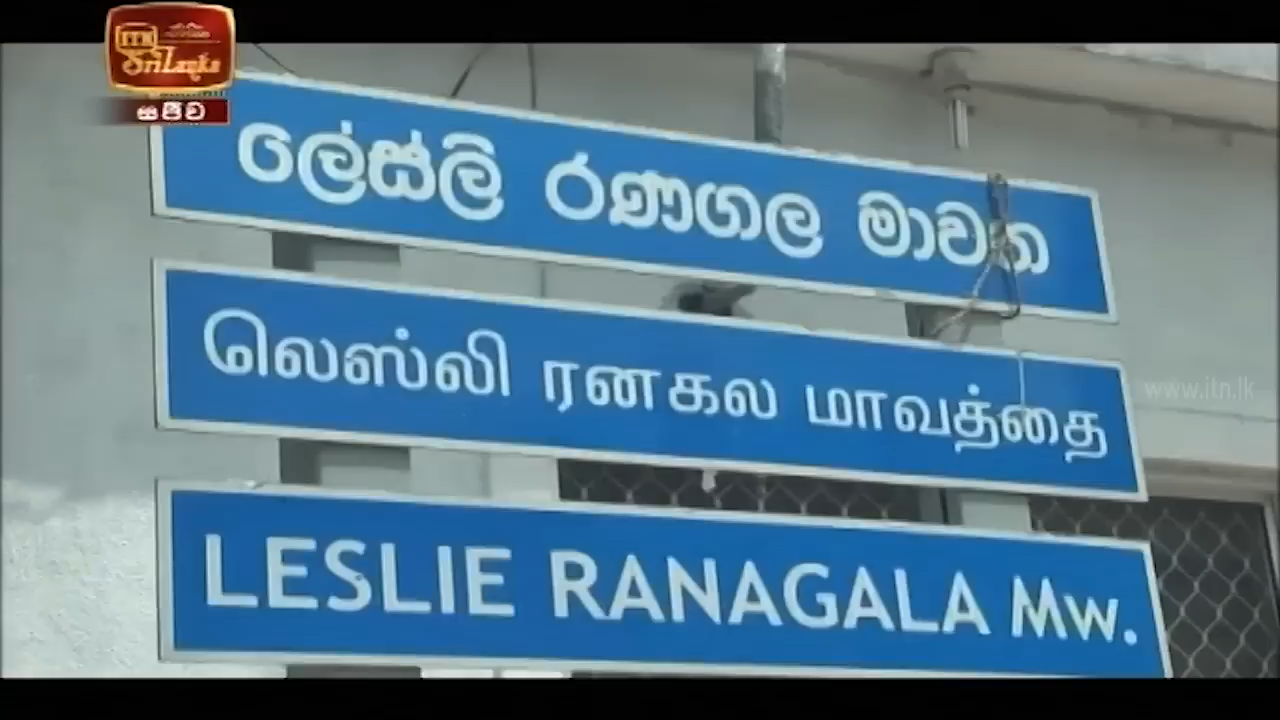 ITN
Sri Lanka
සජීව
ලේස්ලි රණගල මාවත
லெஸ்லி ரனகல மாவத்தை
www.itn.lk
LESLIE RANAGALA Mw.